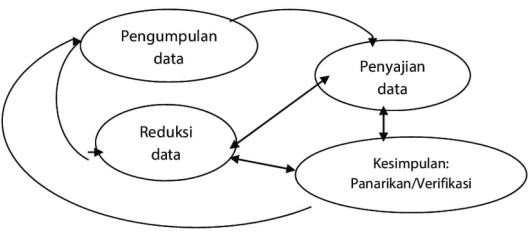 Pengumpulan
data
Penyajian
data
Reduksi
data
Kesimpulan:
Panarikan/Verifikasi